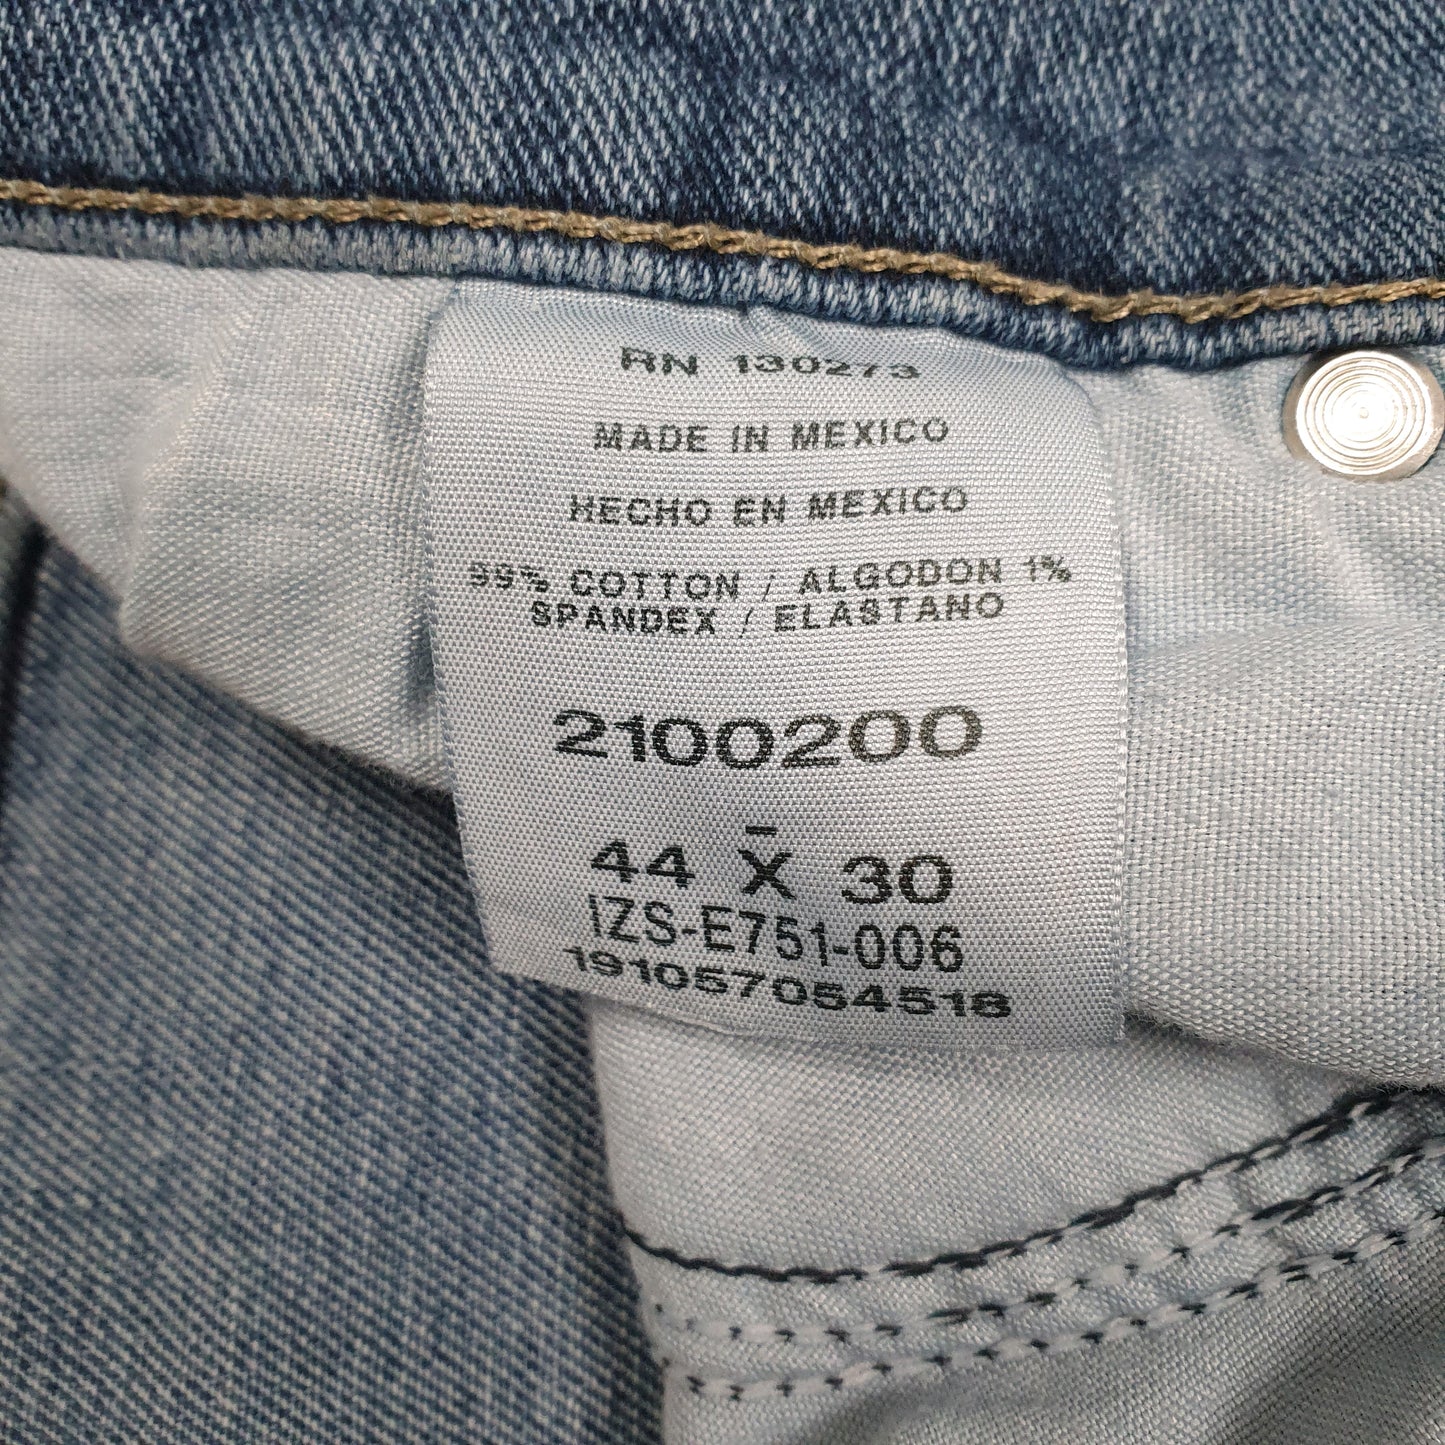 RN 130273
MADE IN MEXICO
HECHO EN MEXICO
99% COTTON / ALGODON 1%
SPANDEX / ELASTANO
2100200
44 X 30
IZS-E751-006
191057054518